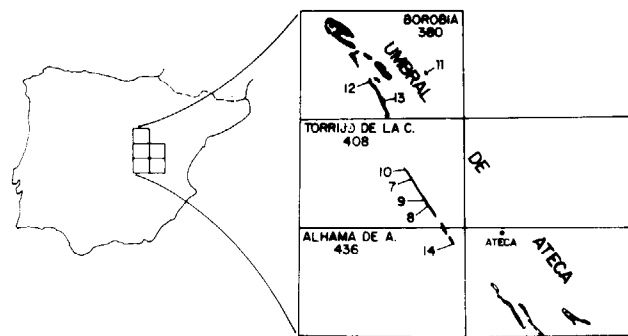 BOROBIA
380
UMBRAL
11
12
13
TORRIJO DE LA C.
408
DE
10
7
9
8
ALHAMA DE A.
436
14
ATECA
ATECA